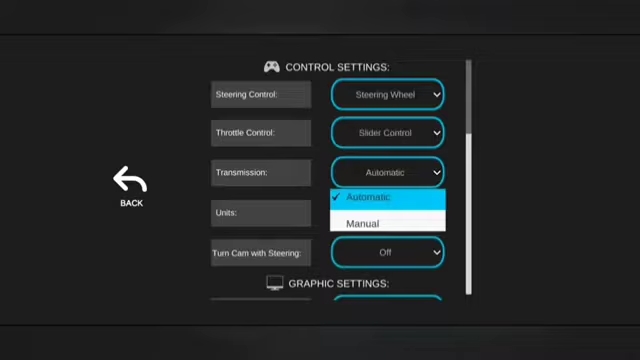 CONTROL SETTINGS:
Steering Control: Steering Wheel
Throttle Control: Slider Control
Transmission: Automatic
Automatic
Units:
Manual
Turn Cam with Steering: Off
GRAPHIC SETTINGS:
BACK